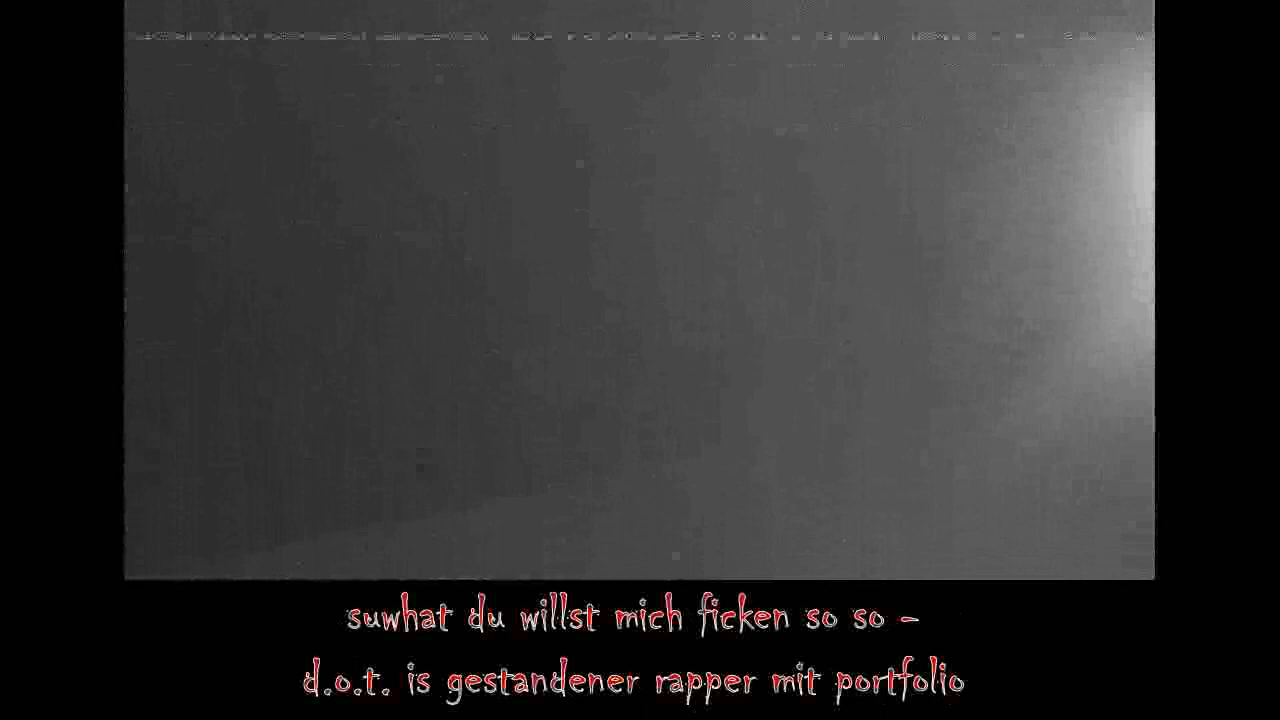 suwhat du willst mich ficken so so -
d.o.t. is gestandener rapper mit portfolio